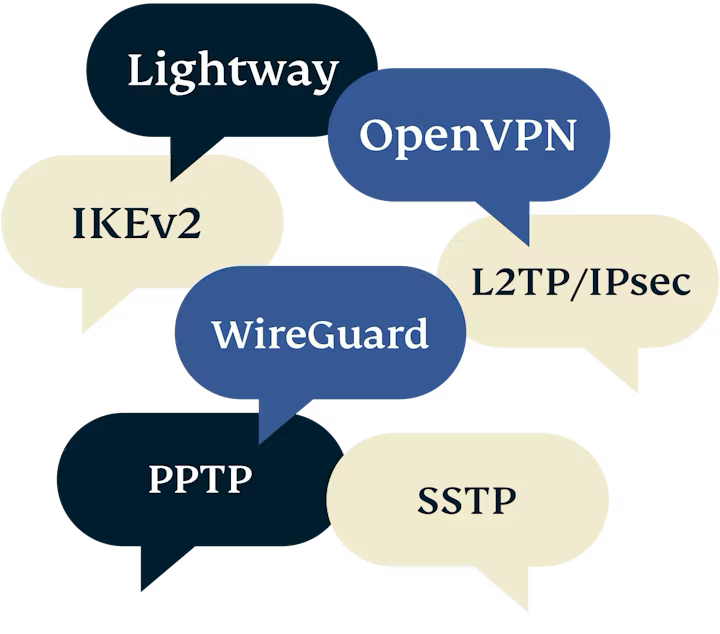 Lightway
OpenVPN
IKEv2
L2TP/IPsec
WireGuard
PPTP
SSTP